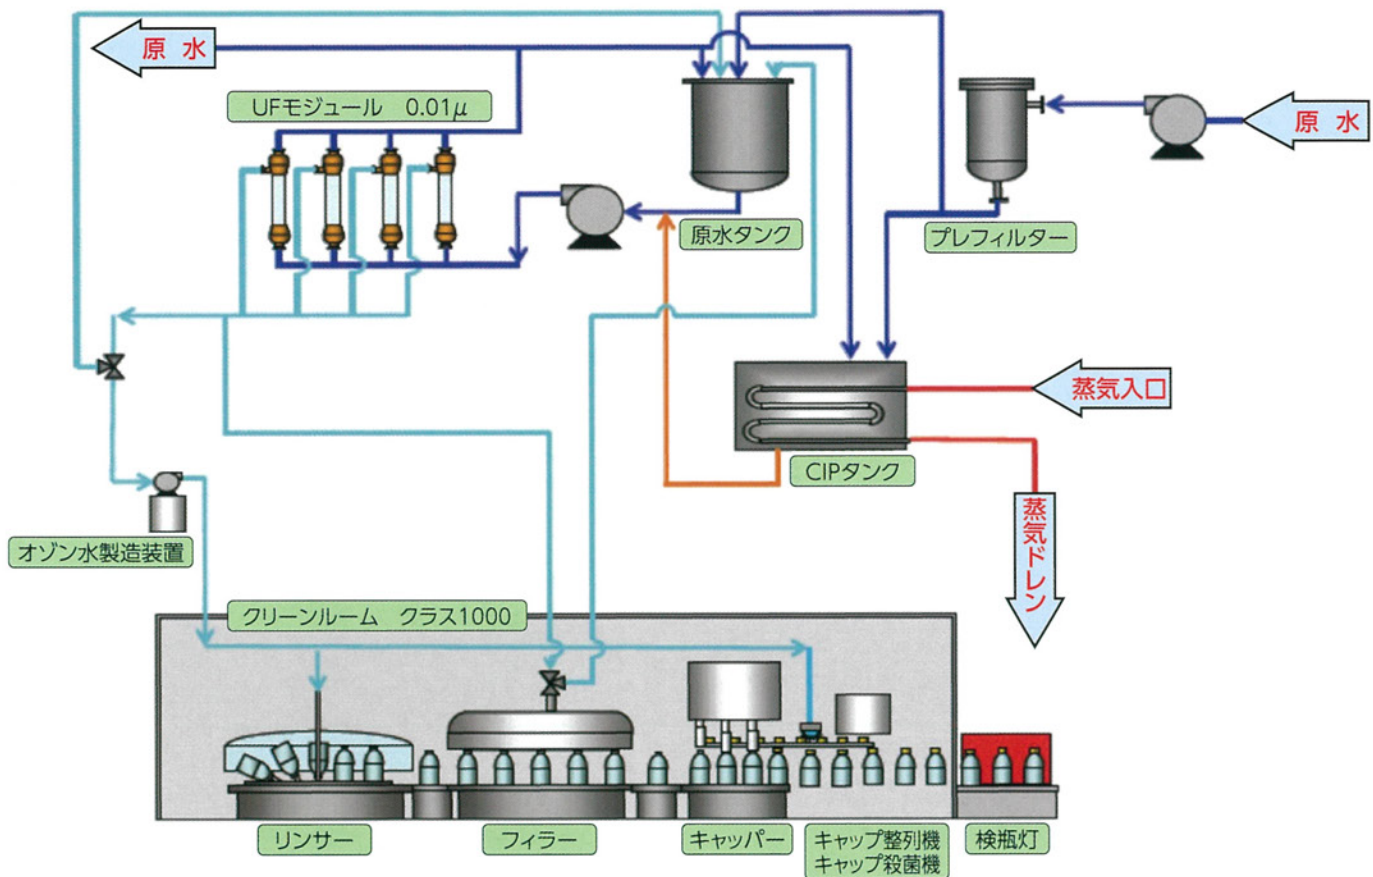 原 水
UFモジュール 0.01μ
原 水
原水タンク
プレフィルター
蒸気入口
CIPタンク
蒸気ドレン
オゾン水製造装置
クリーンルーム クラス1000
リンサー
フィラー
キャッパー
キャップ整列機
キャップ殺菌機
検瓶灯